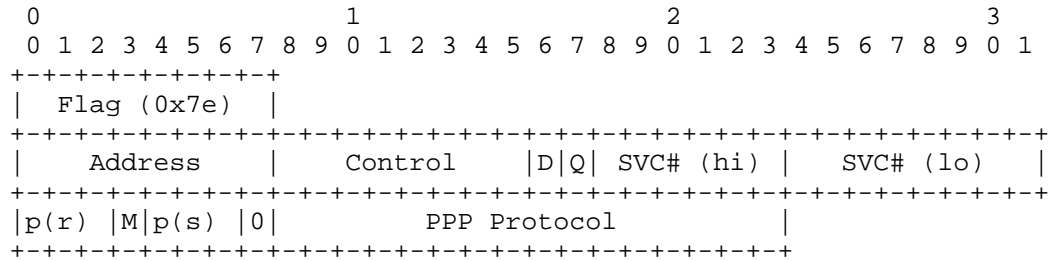 0                   1                   2                   3
 0 1 2 3 4 5 6 7 8 9 0 1 2 3 4 5 6 7 8 9 0 1 2 3 4 5 6 7 8 9 0 1
+-+-+-+-+-+-+-+-+
|  Flag (0x7e)  |
+-+-+-+-+-+-+-+-+-+-+-+-+-+-+-+-+-+-+-+-+-+-+-+-+-+-+-+-+-+-+-+-+
|    Address    |    Control    |D|Q| SVC# (hi) |   SVC# (lo)   |
+-+-+-+-+-+-+-+-+-+-+-+-+-+-+-+-+-+-+-+-+-+-+-+-+-+-+-+-+-+-+-+-+
|p(r) |M|p(s) |0|         PPP Protocol          |
+-+-+-+-+-+-+-+-+-+-+-+-+-+-+-+-+-+-+-+-+-+-+-+-+